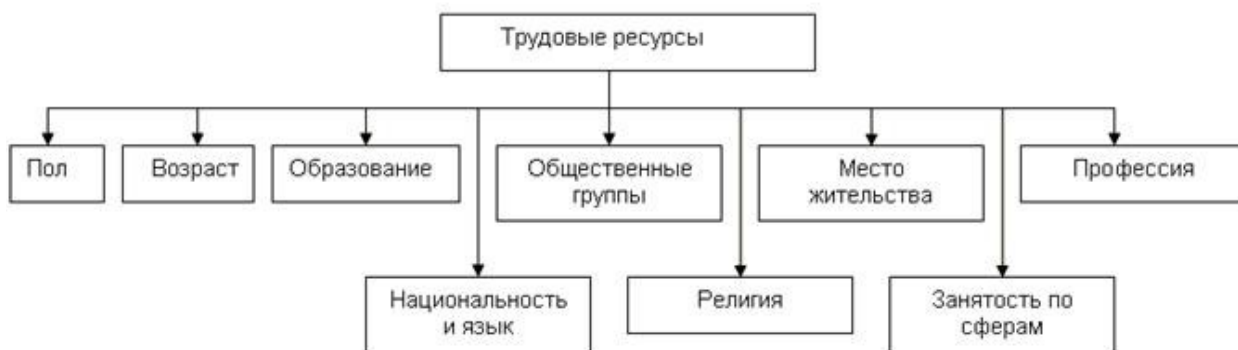 Трудовые ресурсы
Пол
Возраст
Образование
Общественные
группы
Место
жительства
Профессия
Национальность
и язык
Религия
Занятость по
сферам